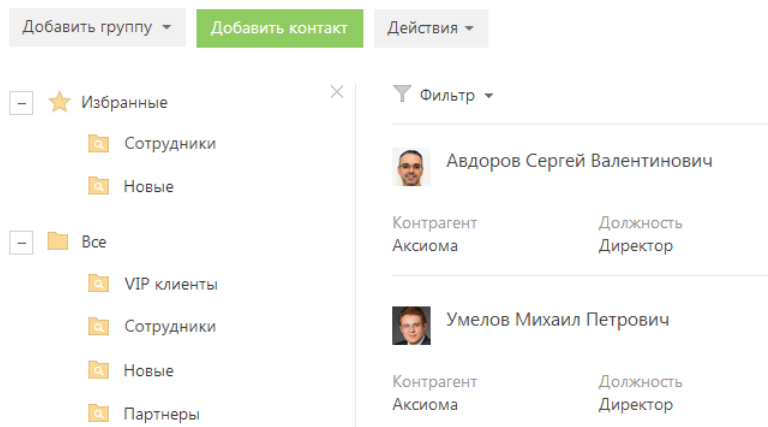 Добавить группу
Добавить контакт
Действия
Избранные
Сотрудники
Новые
Все
VIP клиенты
Сотрудники
Новые
Партнеры
Фильтр
Авдоров Сергей Валентинович
Контрагент Должность
Аксиома Директор
Умелов Михаил Петрович
Контрагент Должность
Аксиома Директор